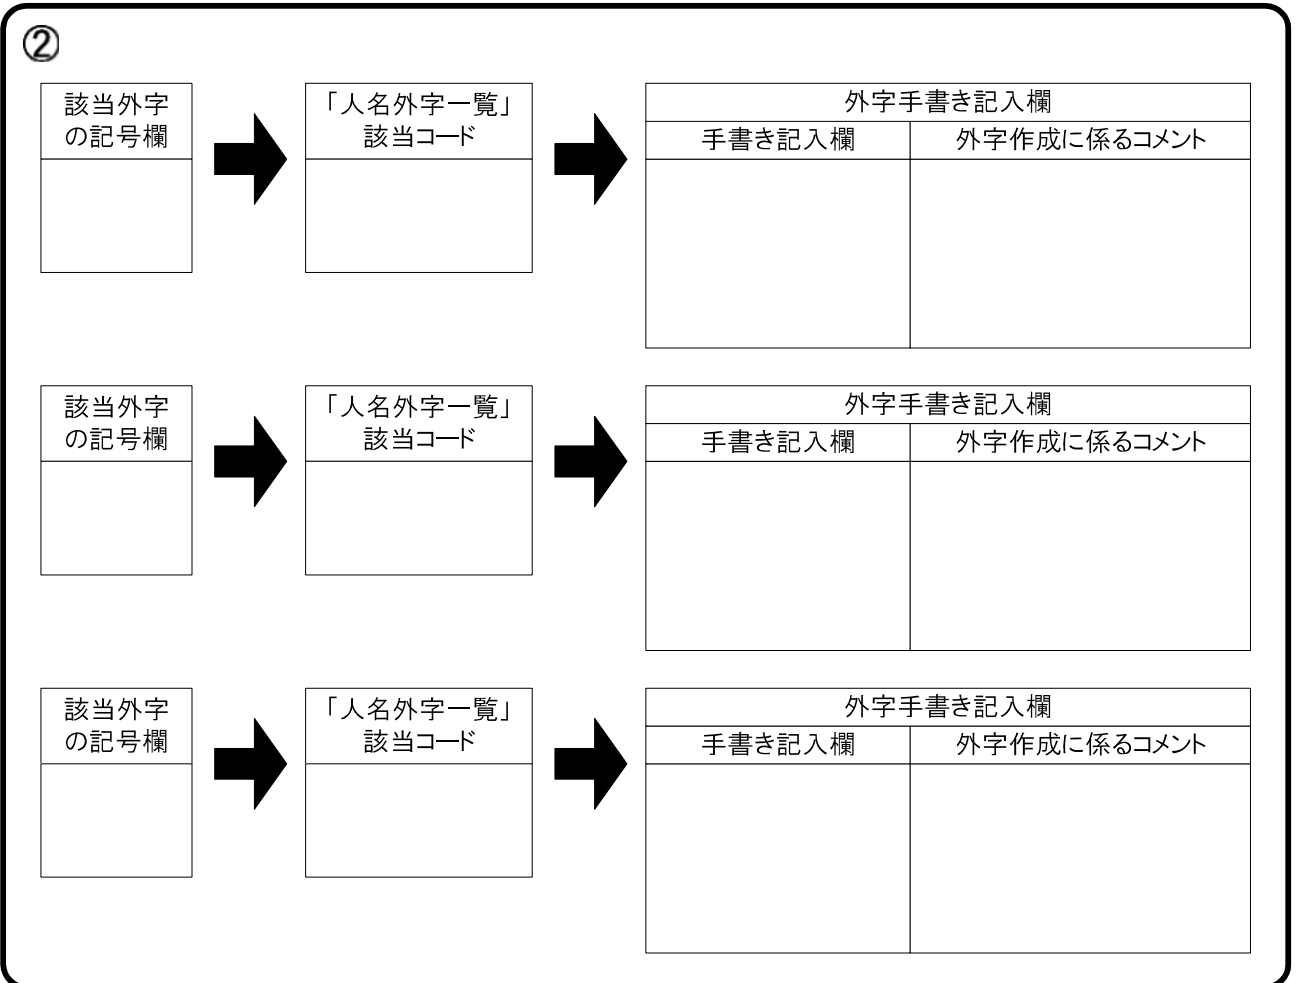 ②
該当外字
の記号欄
「人名外字一覧」
該当コード
外字手書き記入欄
手書き記入欄
外字作成に係るコメント
該当外字
の記号欄
「人名外字一覧」
該当コード
外字手書き記入欄
手書き記入欄
外字作成に係るコメント
該当外字
の記号欄
「人名外字一覧」
該当コード
外字手書き記入欄
手書き記入欄
外字作成に係るコメント